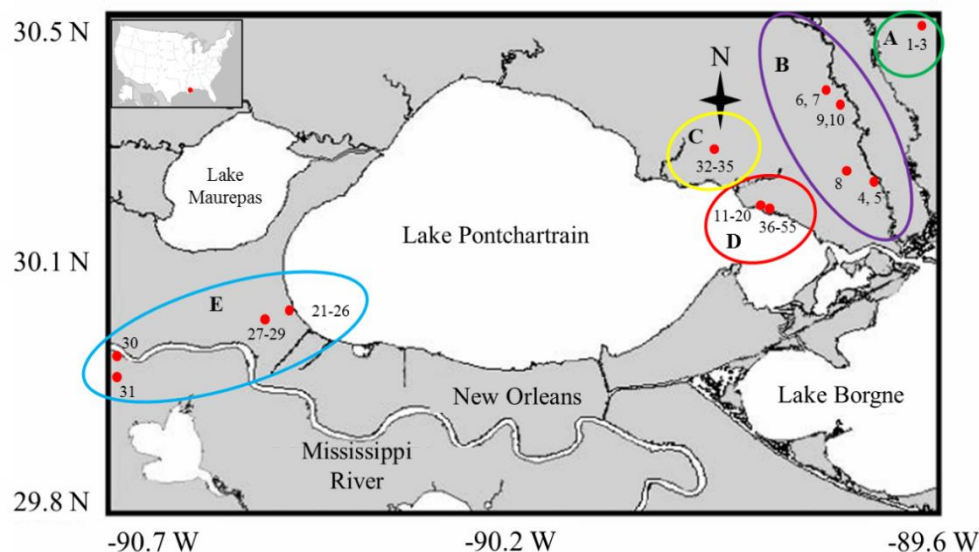 30.5 N
A
1-3
N
B
6, 7
9,10
C
32-35
8
4, 5
Lake
Maurepas
11-20
36-55
D
Lake Pontchartrain
30.1 N
E
21-26
27-29
30
31
New Orleans
Lake Borgne
Mississippi
River
29.8 N
-90.7 W
-90.2 W
-89.6 W